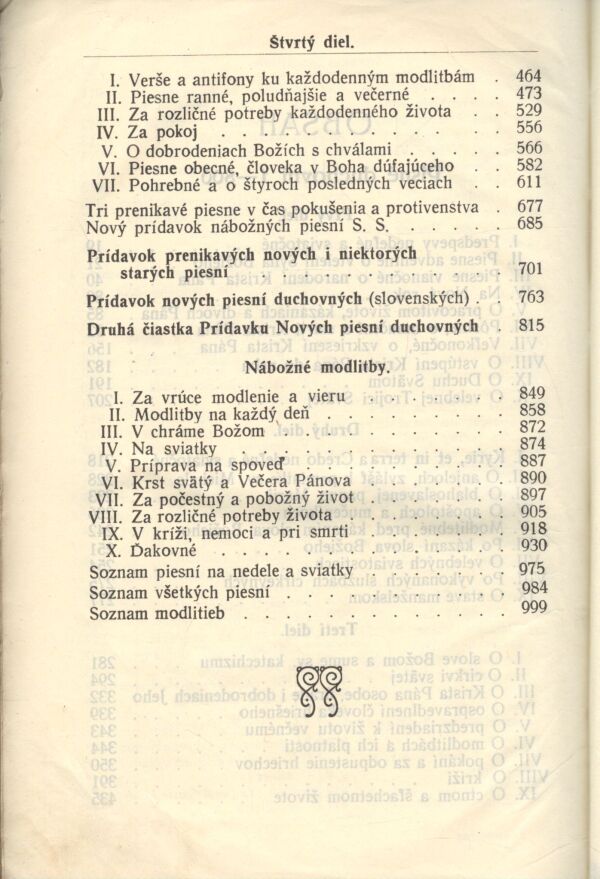 Štvrtý diel.
I. Verše a antifony ku každodenným modlitbám . 464
II. Piesne ranné, poludňajšie a večerné . . . . 473
III. Za rozličné potreby každodenného života . . 529
IV. Za pokoj . . . . . . . . . . . . 556
V. O dobrodeniach Božích s chválami . . . . . 566
VI. Piesne obecné, človeka v Boha dúfajúceho . . 582
VII. Pohrebné a o štyroch posledných veciach . . 611
Tri prenikavé piesne v čas pokušenia a protivenstva . 677
Nový prídavok nábožných piesní S. S. . . . . . 685
Prídavok prenikavých nových i niektorých
starých piesní . . . . . . . . . . . 701
Prídavok nových piesní duchovných (slovenských) . 763
Druhá čiastka Prídavku Nových piesní duchovných . 815
Nábožné modlitby.
I. Za vrúce modlenie a vieru . . . . . . . 849
II. Modlitby na každý deň . . . . . . . . 858
III. V chráme Božom . . . . . . . . . . 872
IV. Na sviatky . . . . . . . . . . . . 874
V. Príprava na spoveď . . . . . . . . . 887
VI. Krst svätý a Večera Pánova . . . . . . . 890
VII. Za počestný a pobožný život . . . . . . . 897
VIII. Za rozličné potreby života . . . . . . . . 905
IX. V kríži, nemoci a pri smrti . . . . . . . 918
X. Ďakovné . . . . . . . . . . . . 930
Soznam piesní na nedele a sviatky . . . . . . . 975
Soznam všetkých piesní . . . . . . . . . . 984
Soznam modlitieb . . . . . . . . . . . . 999